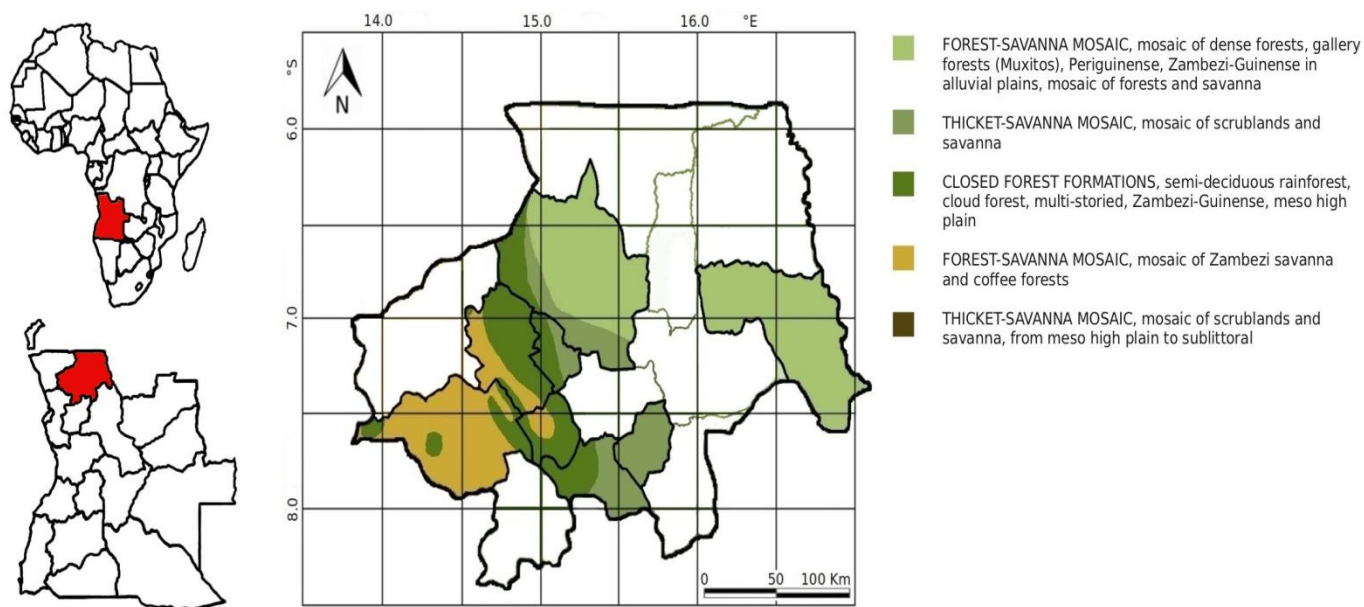 14.0 15.0 16.0 °E
°S
N
6.0
7.0
8.0
0 50 100 Km
FOREST-SAVANNA MOSAIC, mosaic of dense forests, gallery
forests (Muxitos), Periguinense, Zambezi-Guinense in
alluvial plains, mosaic of forests and savanna
THICKET-SAVANNA MOSAIC, mosaic of scrublands and
savanna
CLOSED FOREST FORMATIONS, semi-deciduous rainforest,
cloud forest, multi-storied, Zambezi-Guinense, meso high
plain
FOREST-SAVANNA MOSAIC, mosaic of Zambezi savanna
and coffee forests
THICKET-SAVANNA MOSAIC, mosaic of scrublands and
savanna, from meso high plain to sublittoral